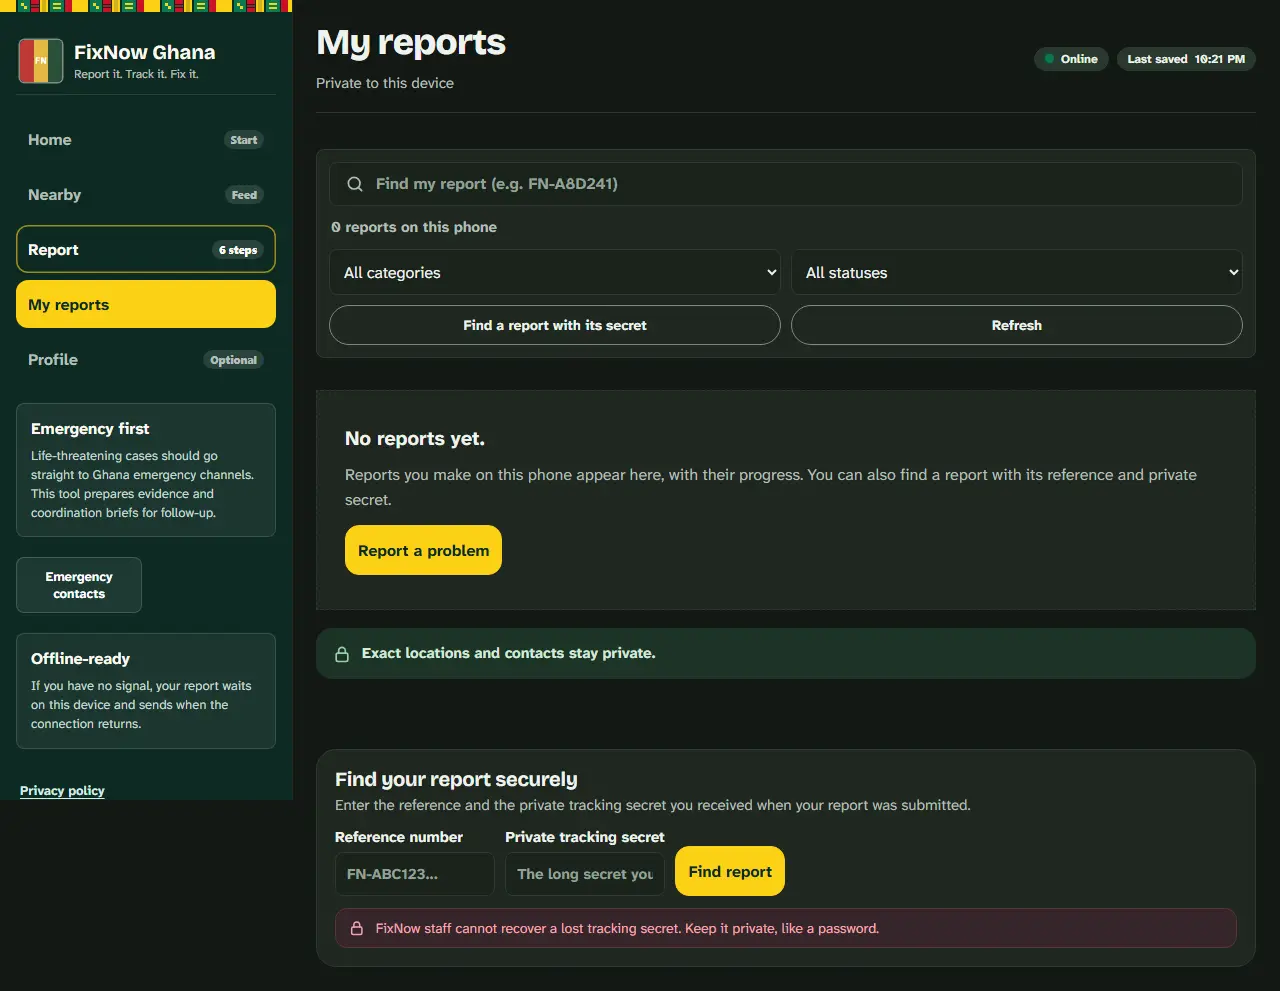 FN
FixNow Ghana
Report it. Track it. Fix it.
Home
Start
Nearby
Feed
Report
6 steps
My reports
Profile
Optional
Emergency first
Life-threatening cases should go
straight to Ghana emergency channels.
This tool prepares evidence and
coordination briefs for follow-up.
Emergency
contacts
Offline-ready
If you have no signal, your report waits
on this device and sends when the
connection returns.
Privacy policy
My reports
Private to this device
Online
Last saved 10:21 PM
Find my report (e.g. FN-A8D241)
0 reports on this phone
All categories
All statuses
Find a report with its secret
Refresh
No reports yet.
Reports you make on this phone appear here, with their progress. You can also find a report with its reference and private
secret.
Report a problem
Exact locations and contacts stay private.
Find your report securely
Enter the reference and the private tracking secret you received when your report was submitted.
Reference number
Private tracking secret
FN-ABC123...
The long secret you
Find report
FixNow staff cannot recover a lost tracking secret. Keep it private, like a password.